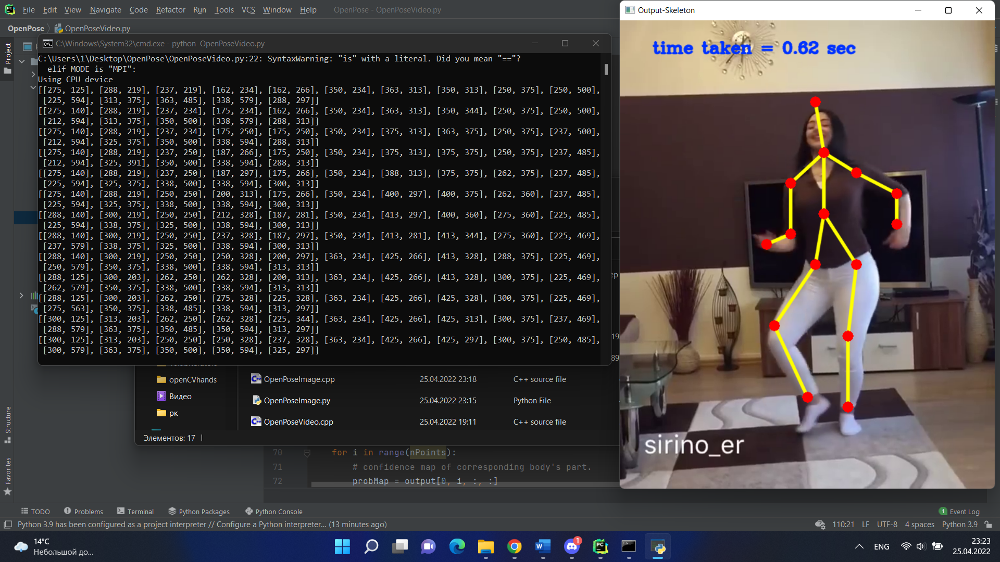 File Edit View Navigate Code Refactor Run Tools VCS Window Help OpenPose - OpenPoseVideo.py
OpenPose OpenPoseVideo.py
Project
C:\Windows\System32\cmd.exe - python OpenPoseVideo.py
C:\Users\1\Desktop\OpenPose\OpenPoseVideo.py:22: SyntaxWarning: "is" with a literal. Did you mean "=="?
elif MODE is "MPI":
Using CPU device
[[275, 125], [288, 219], [237, 219], [162, 234], [162, 266], [350, 234], [363, 313], [350, 313], [250, 375], [250, 500],
[225, 594], [313, 375], [363, 485], [338, 579], [288, 297]]
[[275, 140], [288, 219], [237, 234], [175, 234], [162, 266], [350, 234], [363, 313], [350, 344], [250, 375], [250, 500],
[212, 594], [313, 375], [350, 500], [338, 579], [288, 313]]
[[275, 140], [288, 219], [237, 234], [175, 250], [175, 250], [350, 234], [375, 313], [363, 375], [250, 375], [237, 500],
[212, 594], [325, 375], [350, 500], [338, 594], [288, 313]]
[[275, 140], [288, 219], [237, 250], [187, 266], [175, 250], [350, 234], [375, 313], [375, 375], [250, 375], [237, 485],
[212, 594], [325, 391], [350, 500], [338, 594], [288, 313]]
[[275, 140], [288, 219], [237, 250], [187, 297], [175, 266], [350, 234], [388, 313], [375, 375], [262, 375], [237, 485],
[225, 594], [325, 375], [338, 500], [338, 594], [300, 313]]
[[275, 140], [288, 219], [250, 250], [200, 313], [175, 266], [350, 234], [400, 297], [400, 375], [262, 360], [237, 485],
[225, 594], [325, 375], [338, 500], [338, 594], [300, 313]]
[[288, 140], [300, 219], [250, 250], [212, 328], [187, 281], [350, 234], [413, 297], [400, 360], [275, 360], [225, 485],
[225, 594], [338, 375], [325, 500], [338, 594], [300, 313]]
[[288, 140], [300, 219], [250, 250], [237, 328], [187, 297], [350, 234], [413, 281], [413, 344], [275, 360], [225, 469],
[237, 579], [338, 375], [325, 500], [338, 594], [300, 313]]
[[288, 140], [300, 219], [250, 250], [250, 328], [200, 297], [363, 234], [425, 266], [413, 328], [288, 375], [225, 469],
[250, 579], [350, 375], [338, 500], [338, 594], [313, 313]]
[[288, 125], [300, 203], [262, 250], [262, 328], [200, 313], [363, 234], [425, 266], [413, 328], [300, 375], [225, 469],
[262, 579], [350, 375], [338, 500], [338, 594], [313, 313]]
[[288, 125], [300, 203], [262, 250], [275, 328], [225, 328], [363, 234], [425, 266], [425, 328], [300, 375], [225, 469],
[275, 563], [350, 375], [338, 485], [338, 594], [313, 297]]
[[300, 125], [313, 203], [262, 250], [262, 328], [225, 344], [363, 234], [425, 266], [425, 313], [300, 375], [237, 469],
[288, 579], [363, 375], [350, 485], [350, 594], [313, 297]]
[[300, 125], [313, 203], [250, 250], [250, 328], [237, 328], [363, 234], [425, 266], [425, 297], [300, 375], [250, 485],
[300, 579], [363, 375], [350, 500], [350, 594], [325, 297]]
ер
19
89
openCVhands
Видео
рк
OpenPoseImage.cpp 25.04.2022 23:18 C++ source file
OpenPoseImage.py 25.04.2022 23:15 Python File
OpenPoseVideo.cpp 25.04.2022 19:11 C++ source file
Элементов: 17
70 for i in range(nPoints):
71 # confidence map of corresponding body's part.
72 probMap = output[0, i, :, :]
Structure
Favorites
Output-Skeleton
time taken = 0.62 sec
sirino_er
TODO Problems Terminal Python Packages Python Console 1 Event Log
Python 3.9 has been configured as a project interpreter // Configure a Python interpreter... (13 minutes ago) 110:21 LF UTF-8 4 spaces Python 3.9
14°C
Небольшой до...
1
ENG
23:23
25.04.2022